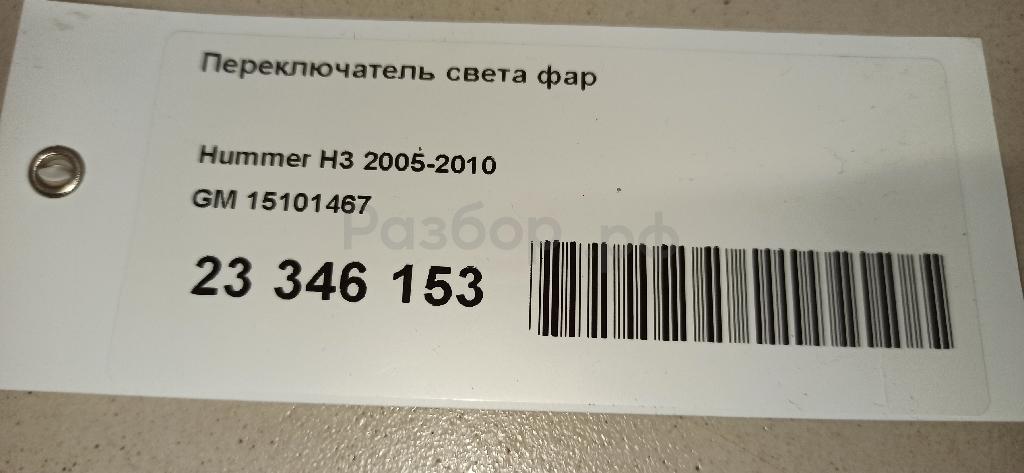 Переключатель света фар
Hummer H3 2005-2010
GM 15101467
Разбор.рф
23 346 153